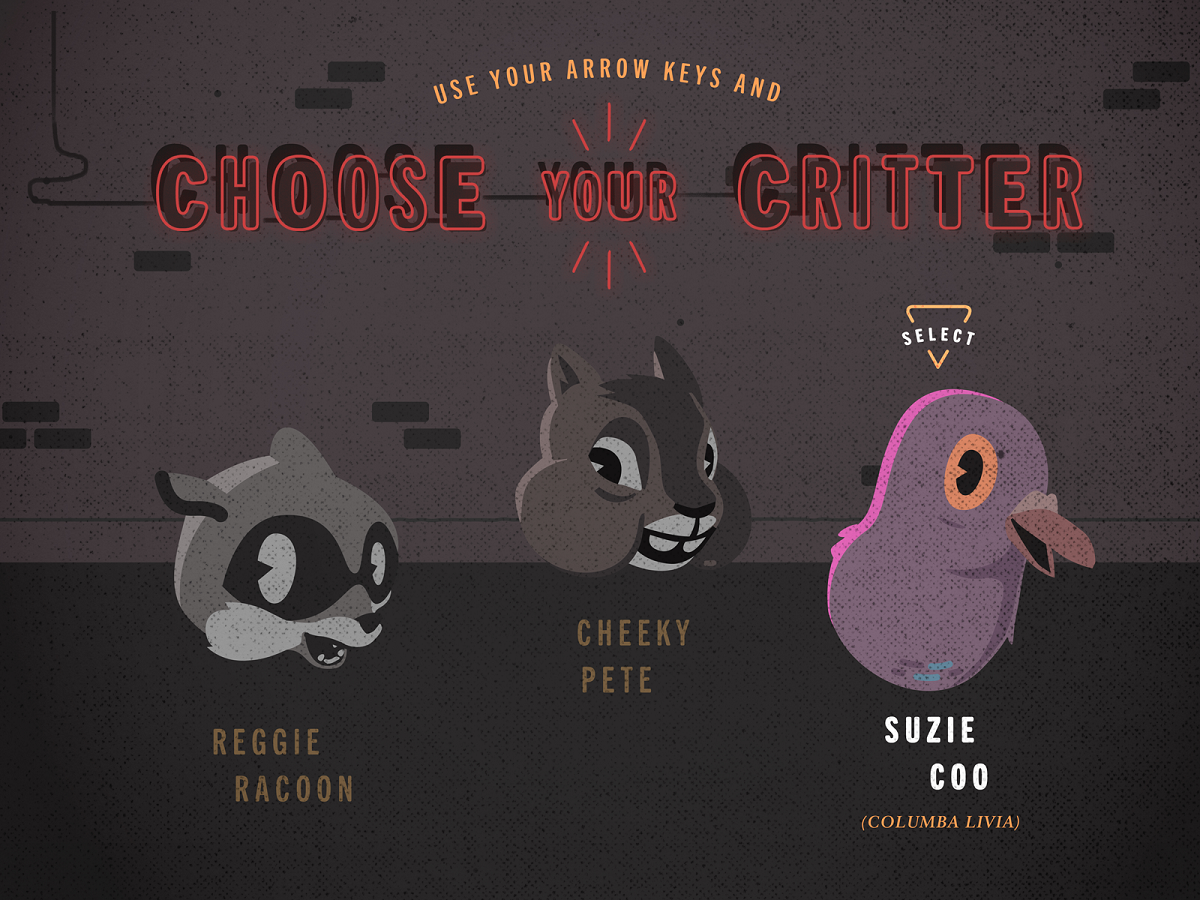 USE YOUR ARROW KEYS AND
CHOOSE YOUR CRITTER
SELECT
CHEEKY
PETE
REGGIE
RACOON
SUZIE
COO
(COLUMBA LIVIA)